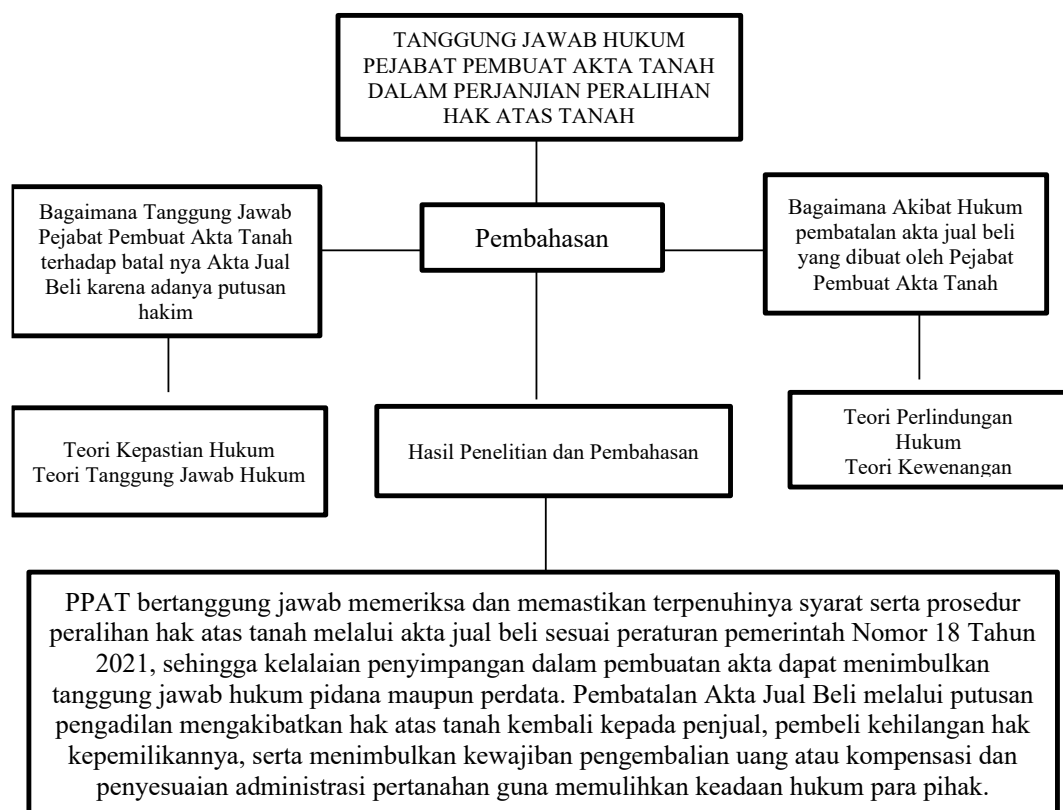 TANGGUNG JAWAB HUKUM
PEJABAT PEMBUAT AKTA TANAH
DALAM PERJANJIAN PERALIHAN
HAK ATAS TANAH
Bagaimana Tanggung Jawab
Pejabat Pembuat Akta Tanah
terhadap batal nya Akta Jual
Beli karena adanya putusan
hakim
Pembahasan
Bagaimana Akibat Hukum
pembatalan akta jual beli
yang dibuat oleh Pejabat
Pembuat Akta Tanah
Teori Kepastian Hukum
Teori Tanggung Jawab Hukum
Hasil Penelitian dan Pembahasan
Teori Perlindungan
Hukum
Teori Kewenangan
PPAT bertanggung jawab memeriksa dan memastikan terpenuhinya syarat serta prosedur
peralihan hak atas tanah melalui akta jual beli sesuai peraturan pemerintah Nomor 18 Tahun
2021, sehingga kelalaian penyimpangan dalam pembuatan akta dapat menimbulkan
tanggung jawab hukum pidana maupun perdata. Pembatalan Akta Jual Beli melalui putusan
pengadilan mengakibatkan hak atas tanah kembali kepada penjual, pembeli kehilangan hak
kepemilikannya, serta menimbulkan kewajiban pengembalian uang atau kompensasi dan
penyesuaian administrasi pertanahan guna memulihkan keadaan hukum para pihak.